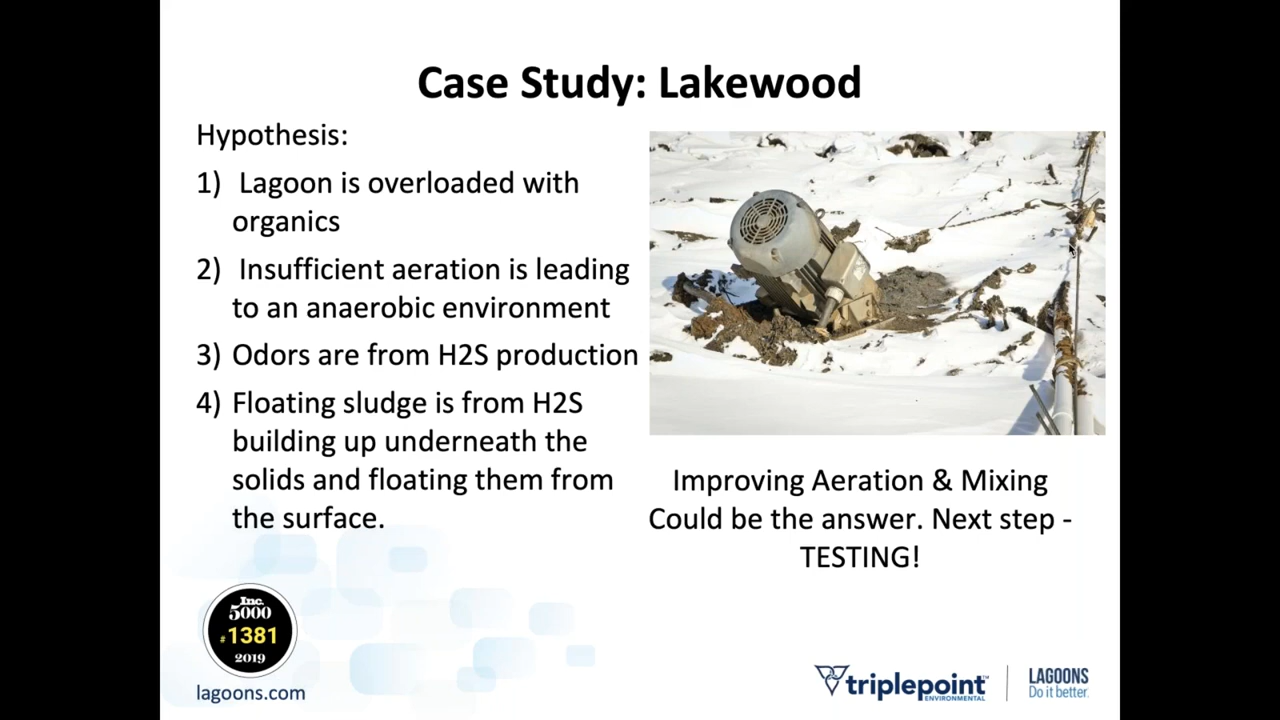 Case Study: Lakewood
Hypothesis:
1) Lagoon is overloaded with
organics
2) Insufficient aeration is leading
to an anaerobic environment
3) Odors are from H2S production
4) Floating sludge is from H2S
building up underneath the
solids and floating them from
the surface.
Improving Aeration & Mixing
Could be the answer. Next step -
TESTING!
Inc.
5000
#1381
2019
lagoons.com
triplepoint™
ENVIRONMENTAL
LAGOONS
Do it better.